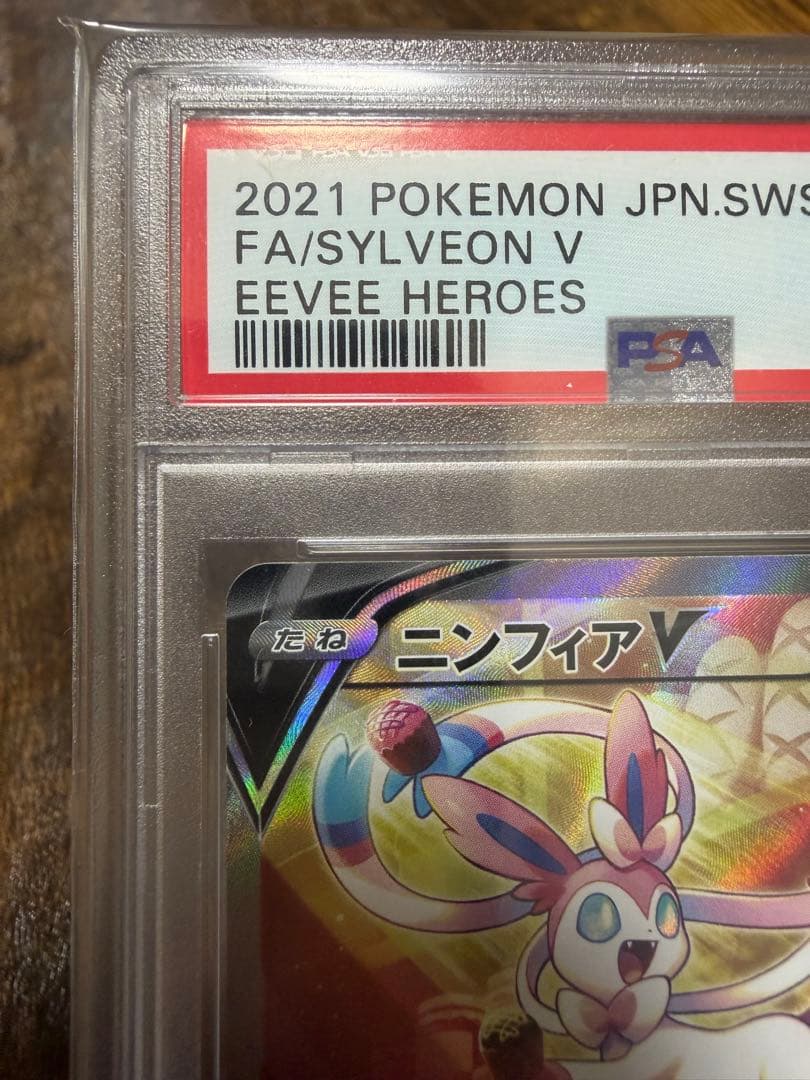 2021 POKEMON JPN.SWS
FA/SYLVEON V
EEVEE HEROES
PSA
たね ニンフィアV